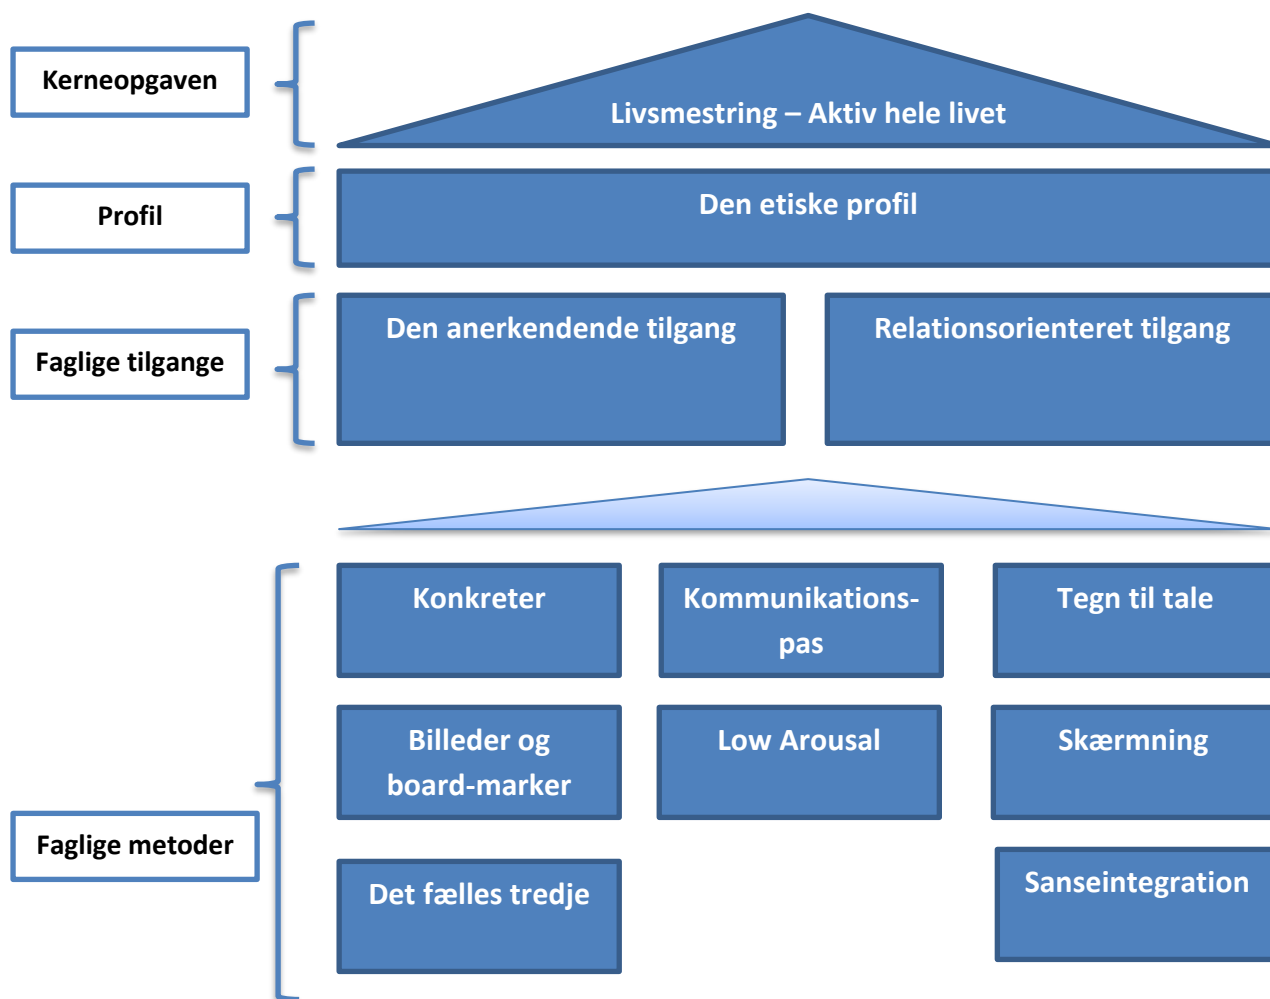 Kerneopgaven
Livsmestring – Aktiv hele livet
Profil
Den etiske profil
Faglige tilgange
Den anerkendende tilgang
Relationsorienteret tilgang
Faglige metoder
Konkreter
Kommunikations-
pas
Tegn til tale
Billeder og
board-marker
Low Arousal
Skærmning
Det fælles tredje
Sanseintegration